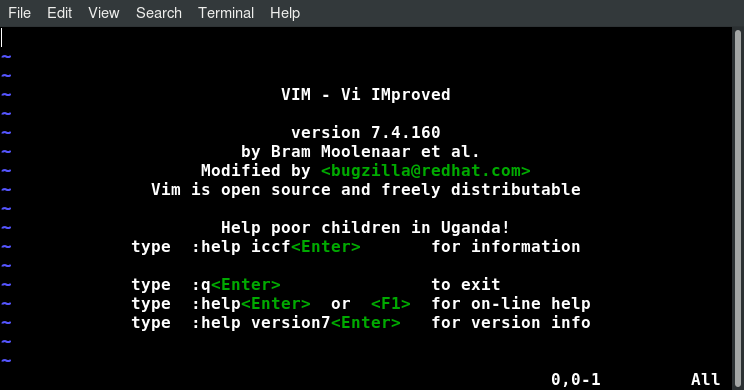 File Edit View Search Terminal Help
~
~
~ VIM - Vi IMproved
~
~ version 7.4.160
~ by Bram Moolenaar et al.
~ Modified by <bugzilla@redhat.com>
~ Vim is open source and freely distributable
~
~ Help poor children in Uganda!
~ type :help iccf<Enter> for information
~
~ type :q<Enter> to exit
~ type :help<Enter> or <F1> for on-line help
~ type :help version7<Enter> for version info
~
~
0,0-1 All